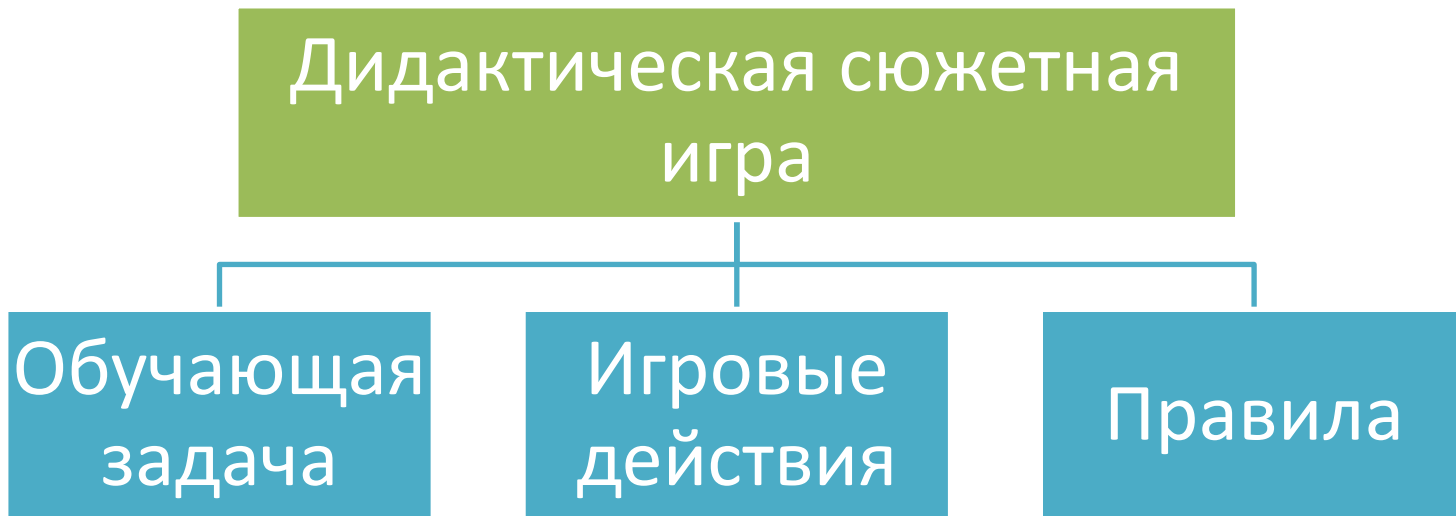 Дидактическая сюжетная
игра
Обучающая
задача
Игровые
действия
Правила